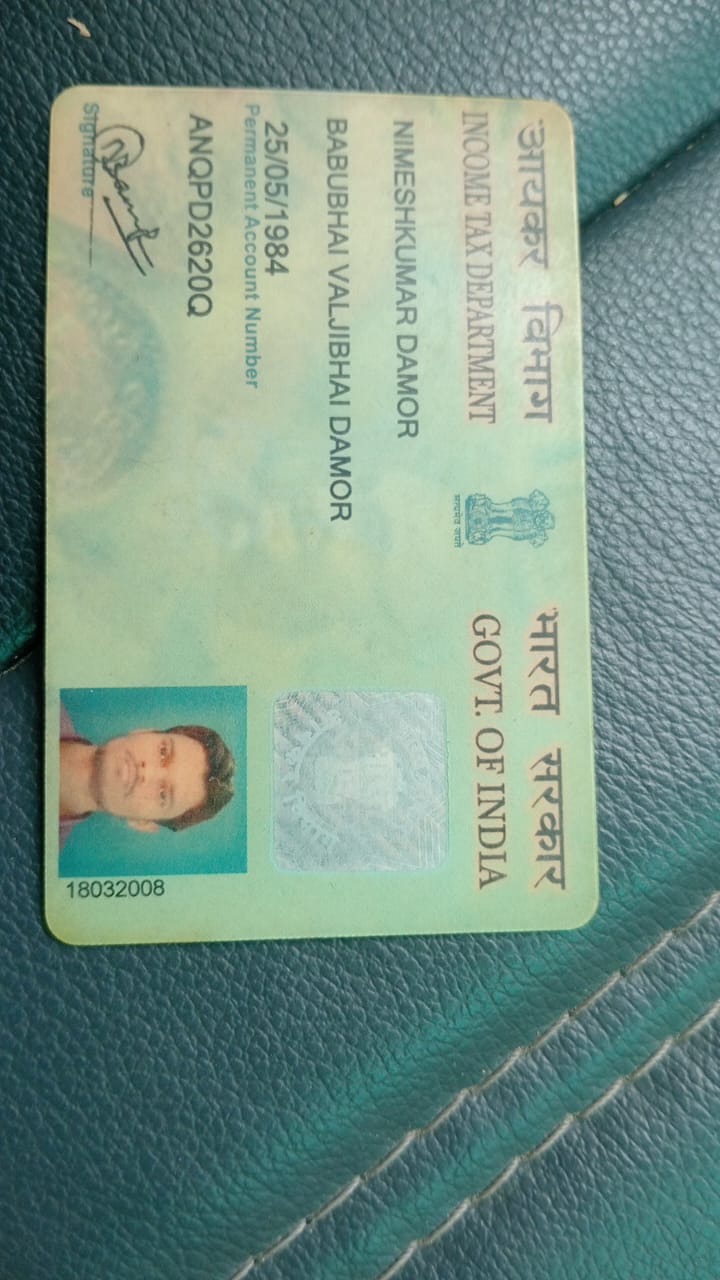 आयकर विभाग
INCOME TAX DEPARTMENT
सत्यमेव जयते
भारत सरकार
GOVT. OF INDIA
NIMESHKUMAR DAMOR
BABUBHAI VALJIBHAI DAMOR
25/05/1984
Permanent Account Number
ANQPD2620Q
Signature
18032008